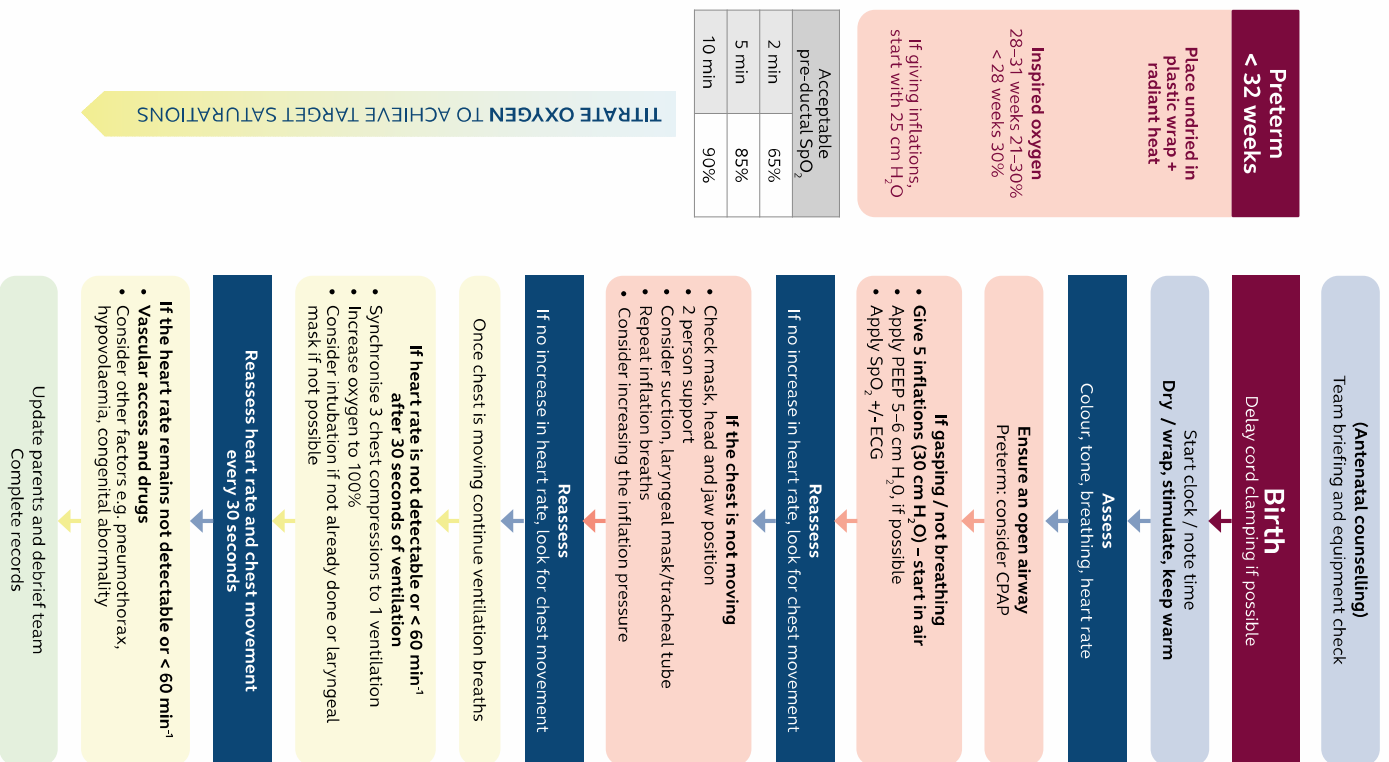 (Antenatal counselling)
Team briefing and equipment check
Birth
Delay cord clamping if possible
Start clock / note time
Dry / wrap, stimulate, keep warm
Assess
Colour, tone, breathing, heart rate
Ensure an open airway
Preterm: consider CPAP
If gasping / not breathing
• Give 5 inflations (30 cm H₂O) – start in air
• Apply PEEP 5–6 cm H₂0, if possible
• Apply SpO₂ +/- ECG
Reassess
If no increase in heart rate, look for chest movement
If the chest is not moving
• Check mask, head and jaw position
• 2 person support
• Consider suction, laryngeal mask/tracheal tube
• Repeat inflation breaths
• Consider increasing the inflation pressure
Reassess
If no increase in heart rate, look for chest movement
Once chest is moving continue ventilation breaths
If heart rate is not detectable or < 60 min⁻¹
after 30 seconds of ventilation
• Synchronise 3 chest compressions to 1 ventilation
• Increase oxygen to 100%
• Consider intubation if not already done or laryngeal
mask if not possible
Reassess heart rate and chest movement
every 30 seconds
If the heart rate remains not detectable or < 60 min⁻¹
• Vascular access and drugs
• Consider other factors e.g. pneumothorax,
hypovolaemia, congenital abormality
Update parents and debrief team
Complete records
Preterm
< 32 weeks
Place undried in
plastic wrap +
radiant heat
Inspired oxygen
28–31 weeks 21–30%
< 28 weeks 30%
If giving inflations,
start with 25 cm H₂O
Acceptable
pre-ductal SpO₂
2 min 65%
5 min 85%
10 min 90%
TITRATE OXYGEN TO ACHIEVE TARGET SATURATIONS